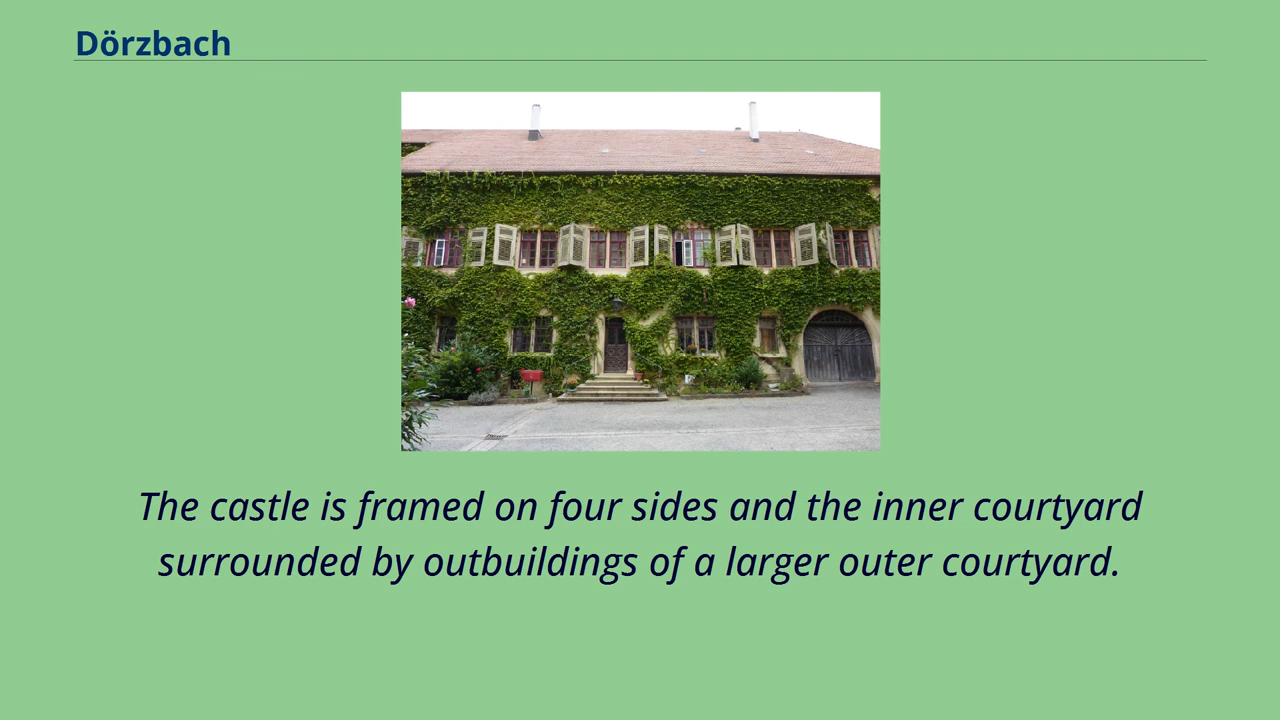 Dörzbach
The castle is framed on four sides and the inner courtyard
surrounded by outbuildings of a larger outer courtyard.